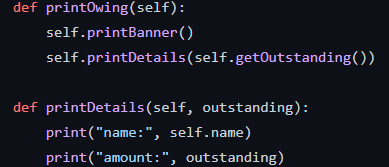 def printOwing(self):
    self.printBanner()
    self.printDetails(self.getOutstanding())
def printDetails(self, outstanding):
    print("name:", self.name)
    print("amount:", outstanding)